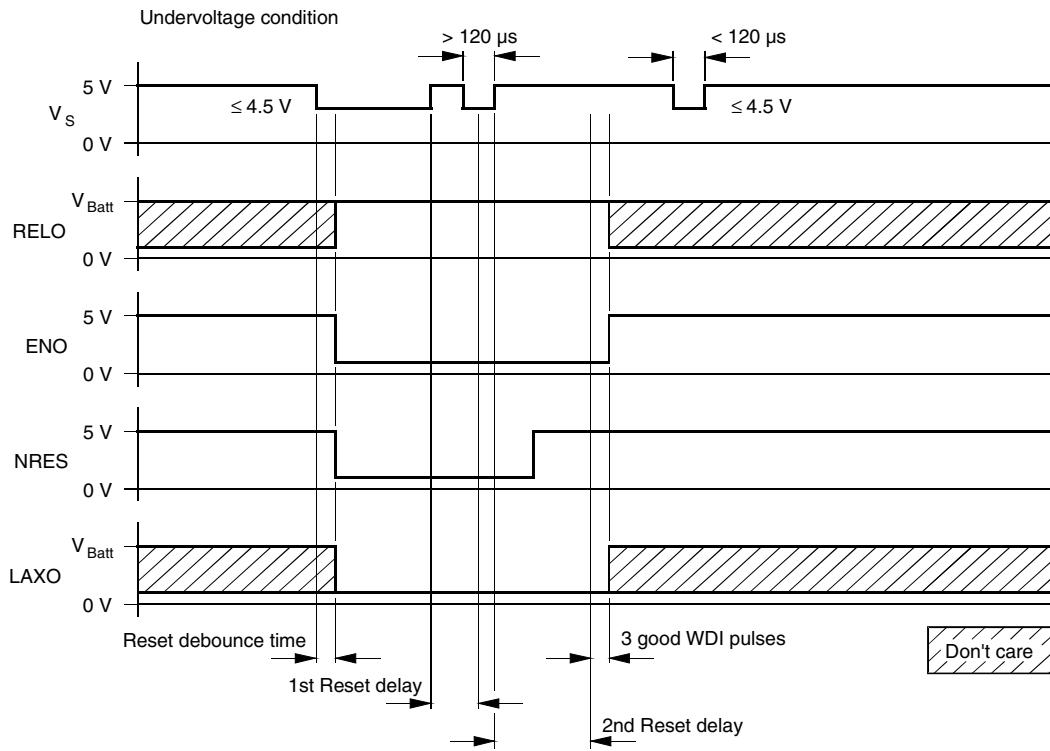 Undervoltage condition
> 120 µs
< 120 µs
5 V
≤ 4.5 V
≤ 4.5 V
V S
0 V
V Batt
RELO
0 V
5 V
ENO
0 V
5 V
NRES
0 V
V Batt
LAXO
0 V
Reset debounce time
3 good WDI pulses
Don't care
1st Reset delay
2nd Reset delay